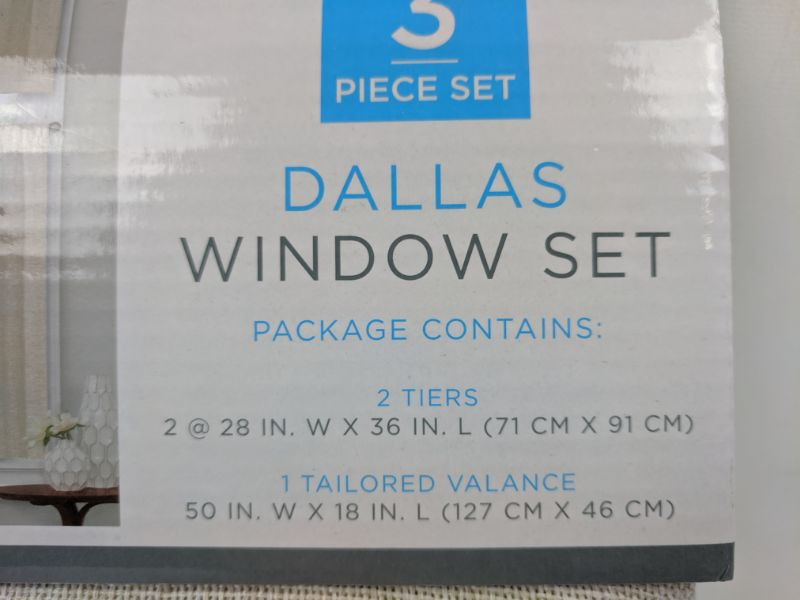 3
PIECE SET
DALLAS
WINDOW SET
PACKAGE CONTAINS:
2 TIERS
2 @ 28 IN. W X 36 IN. L (71 CM X 91 CM)
1 TAILORED VALANCE
50 IN. W X 18 IN. L (127 CM X 46 CM)